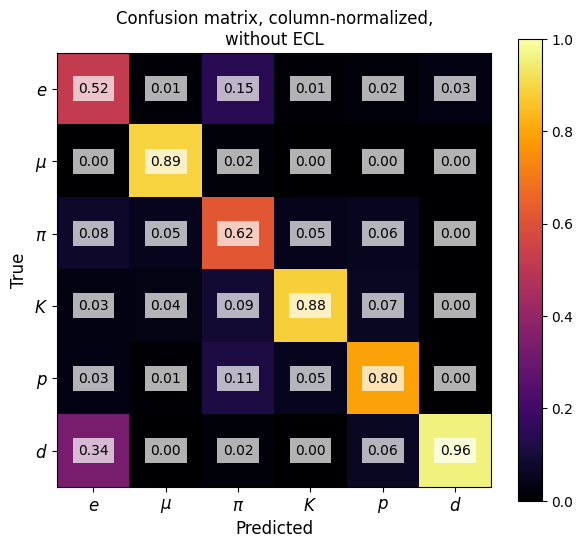 Confusion matrix, column-normalized,
without ECL
1.0
e 0.52 0.01 0.15 0.01 0.02 0.03
μ 0.00 0.89 0.02 0.00 0.00 0.00
0.8
π 0.08 0.05 0.62 0.05 0.06 0.00
0.6
True
K 0.03 0.04 0.09 0.88 0.07 0.00
0.4
p 0.03 0.01 0.11 0.05 0.80 0.00
0.2
d 0.34 0.00 0.02 0.00 0.06 0.96
0.0
e μ π K p d
Predicted